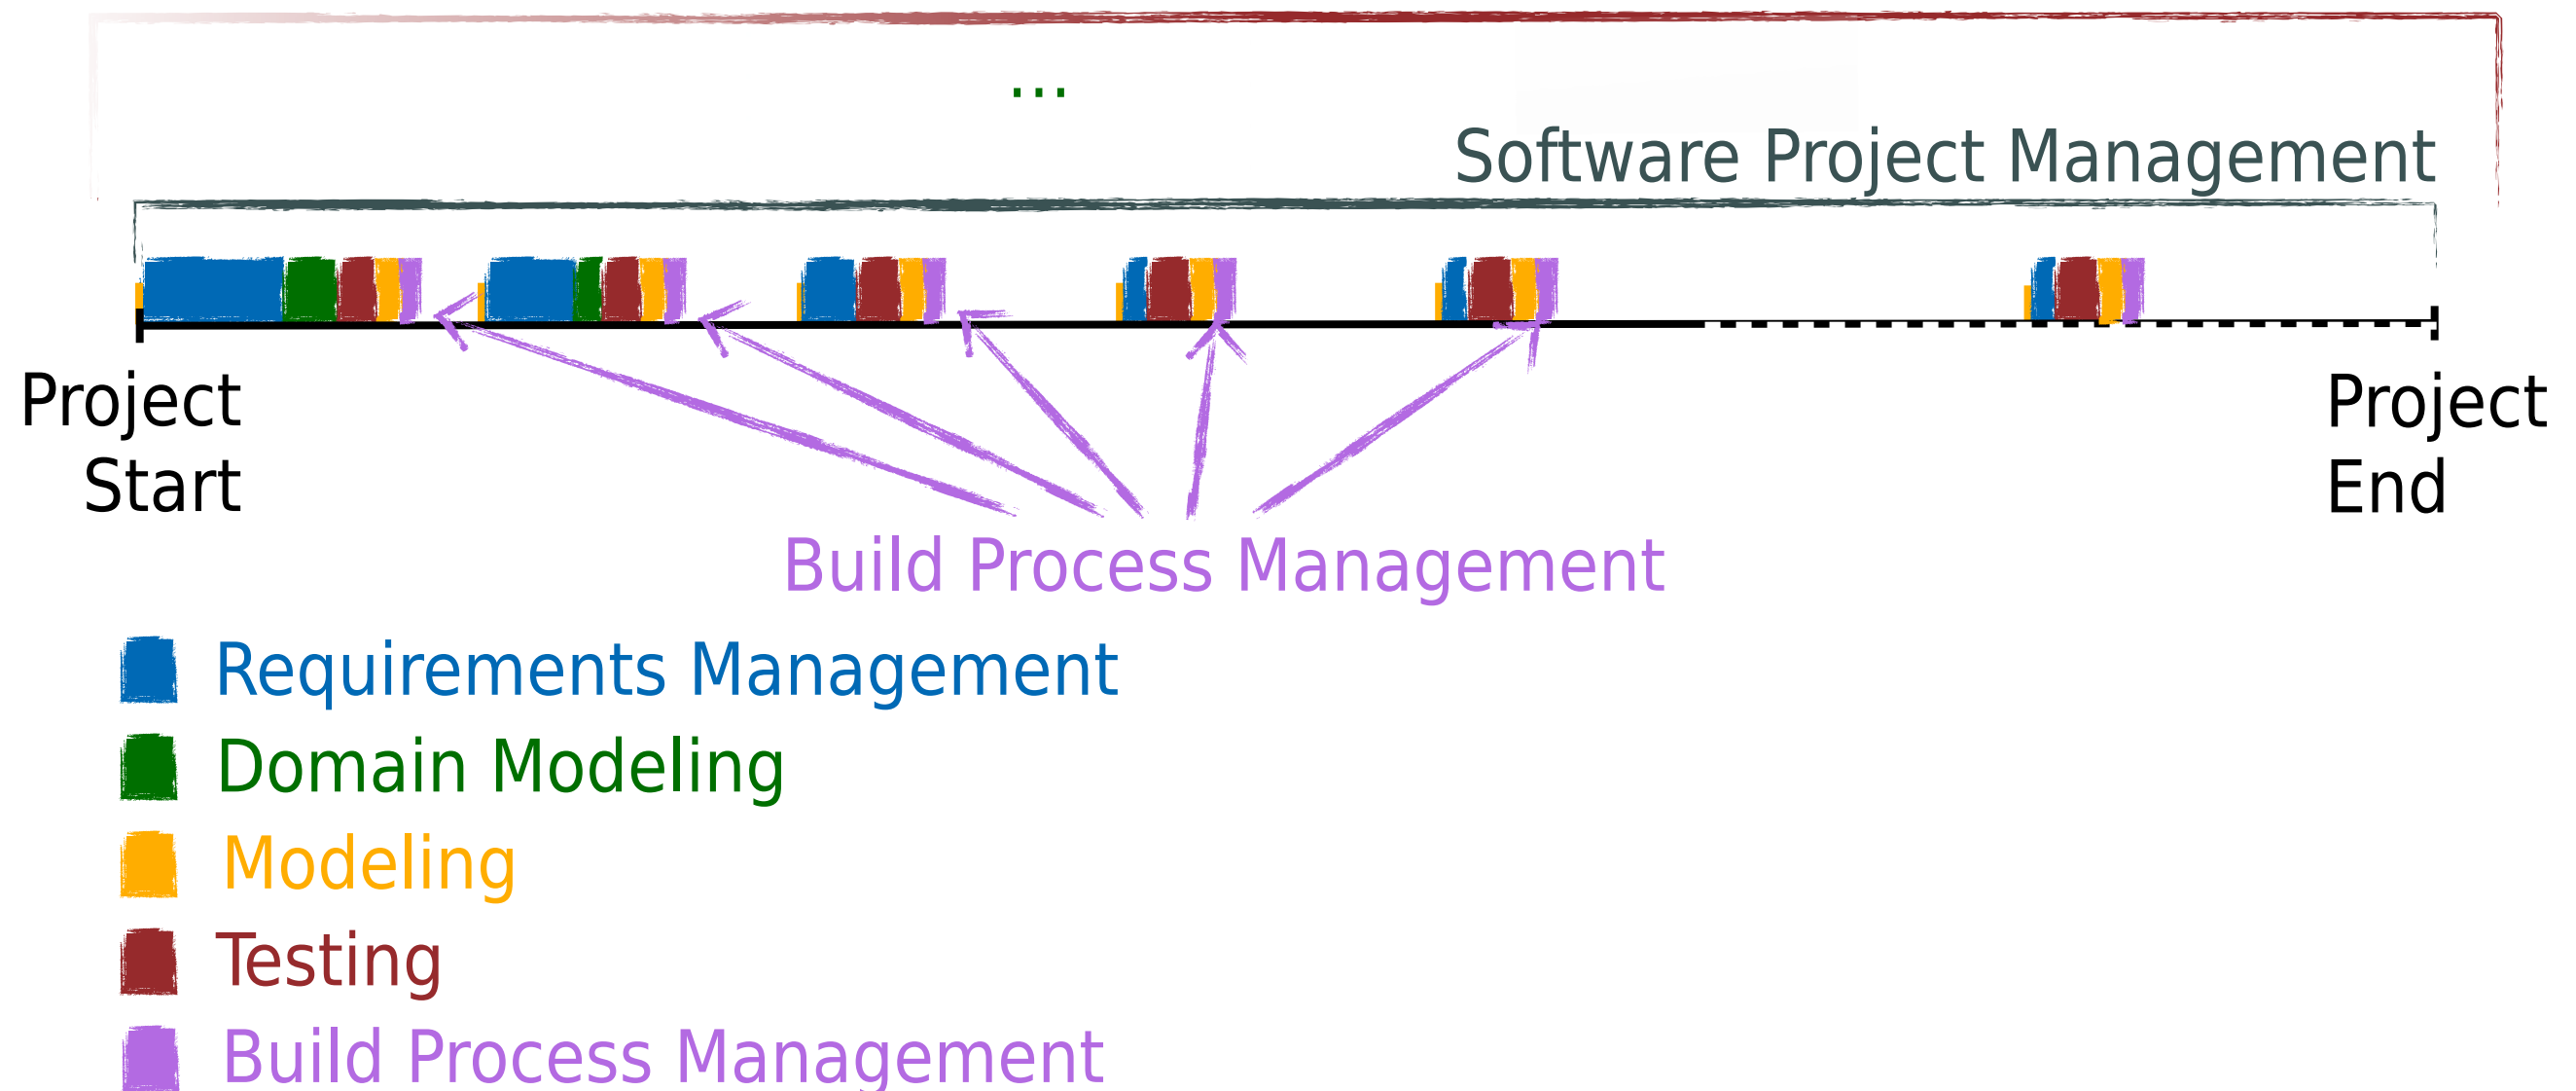 ...
Software Project Management
Project
Start
Project
End
Build Process Management
Requirements Management
Domain Modeling
Modeling
Testing
Build Process Management